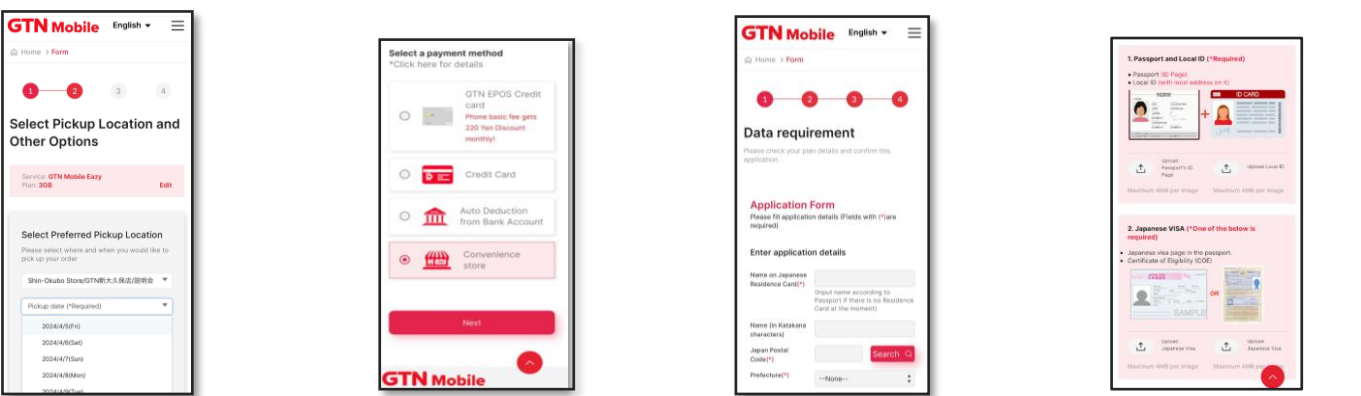 GTN Mobile English
Home > Form
1 2 3 4
Select Pickup Location and
Other Options
Service: GTN Mobile Eazy
Plan: 3GB Edit
Select Preferred Pickup Location
Please select where and when you would like to
pick up your order
Shin-Okubo Store/GTN新大久保店/説明会
Pickup date (*Required)
2024/4/5(Fri)
2024/4/6(Sat)
2024/4/7(Sun)
2024/4/8(Mon)
2024/4/9(Tue)
Select a payment method
*Click here for details
GTN EPOS Credit
card
Phone basic fee gets
220 Yen Discount
monthly!
Credit Card
Auto Deduction
from Bank Account
Convenience
store
Next
GTN Mobile
GTN Mobile English
Home > Form
1 2 3 4
Data requirement
Please check your plan details and confirm this
application.
Application Form
Please fill application details (Fields with (*)are
required)
Enter application details
Name on Japanese
Residence Card(*)
(Input name according to
Passport if there is no Residence
Card at the moment)
Name (in Katakana
characters)
Japan Postal
Code(*)
Search
Prefecture(*)
--None--
1. Passport and Local ID (*Required)
• Passport (ID Page)
• Local ID (with local address on it)
ID CARD
+
Upload
Passport's ID
Page
Upload Local ID
Maximum 4MB per image Maximum 4MB per image
2. Japanese VISA (*One of the below is
required)
• Japanese visa page in the passport.
• Certificate of Eligibility (COE)
OR
SAMPLE
Upload
Japanese Visa
Upload
Japanese Visa
Maximum 4MB per image Maximum 4MB per